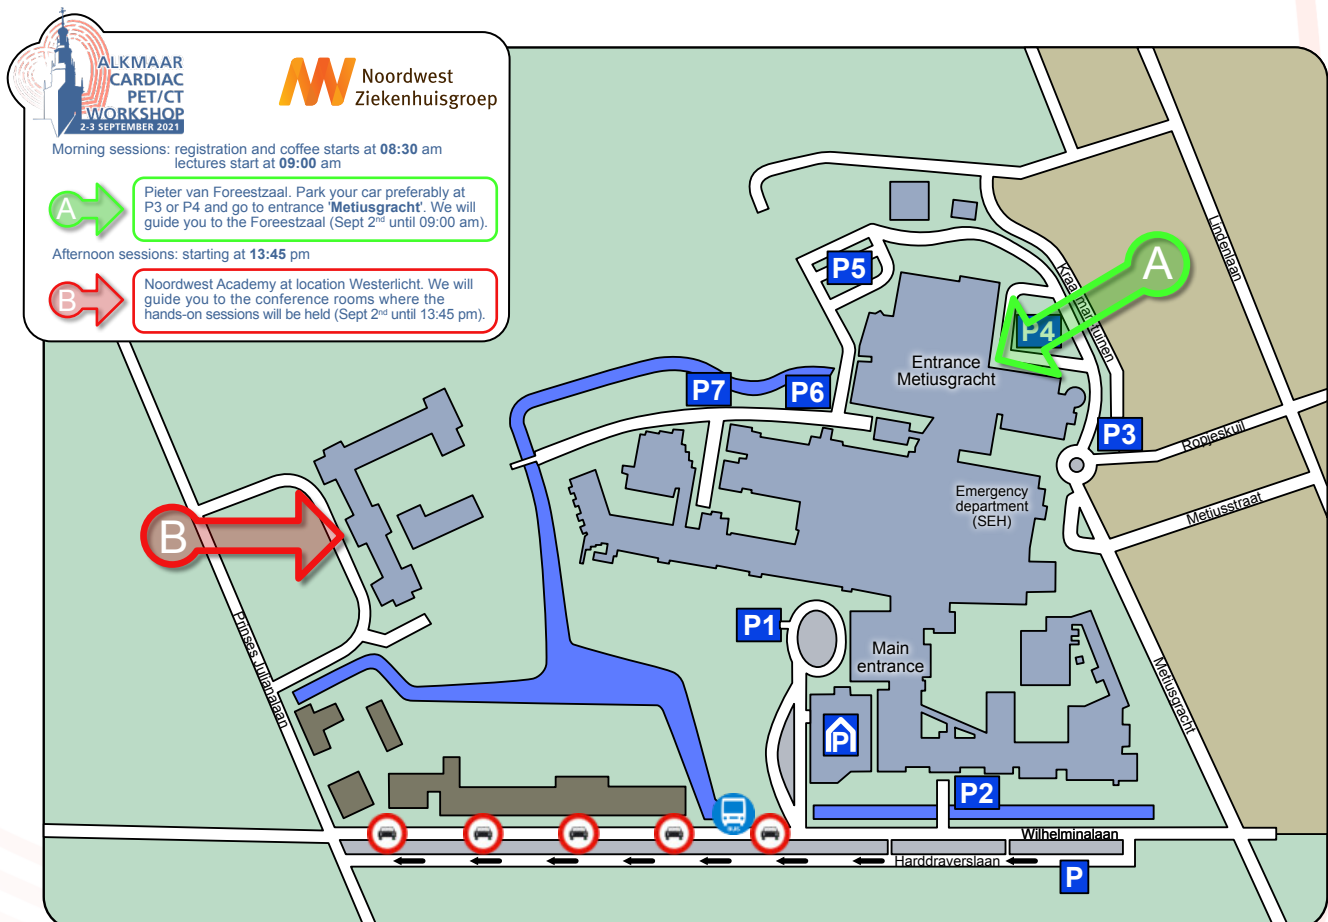 ALKMAAR
CARDIAC
PET/CT
WORKSHOP
2-3 SEPTEMBER 2021
Noordwest
Ziekenhuisgroep
Morning sessions: registration and coffee starts at 08:30 am
lectures start at 09:00 am
A
Pieter van Foreestzaal. Park your car preferably at
P3 or P4 and go to entrance 'Metiusgracht'. We will
guide you to the Foreestzaal (Sept 2nd until 09:00 am).
Afternoon sessions: starting at 13:45 pm
B
Noordwest Academy at location Westerlicht. We will
guide you to the conference rooms where the
hands-on sessions will be held (Sept 2nd until 13:45 pm).
Lindenlaan
A
P5
P4
Entrance
Metiusgracht
P7
P6
P3
Ropjeskuil
Emergency
department
(SEH)
Metiusstraat
B
Prinses Julianalaan
P1
Main
entrance
Metiusgracht
P
P2
Wilhelminalaan
Harddraverslaan
P